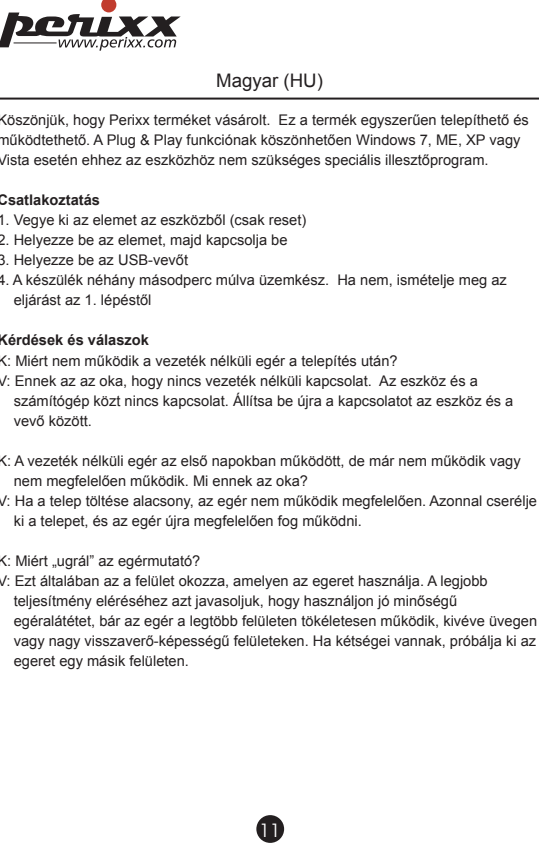 perixx
www.perixx.com
Magyar (HU)
Köszönjük, hogy Perixx terméket vásárolt. Ez a termék egyszerűen telepíthető és
működtethető. A Plug & Play funkciónak köszönhetően Windows 7, ME, XP vagy
Vista esetén ehhez az eszközhöz nem szükséges speciális illesztőprogram.
Csatlakoztatás
1. Vegye ki az elemet az eszközből (csak reset)
2. Helyezze be az elemet, majd kapcsolja be
3. Helyezze be az USB-vevőt
4. A készülék néhány másodperc múlva üzemkész. Ha nem, ismételje meg az
eljárást az 1. lépéstől
Kérdések és válaszok
K: Miért nem működik a vezeték nélküli egér a telepítés után?
V: Ennek az az oka, hogy nincs vezeték nélküli kapcsolat. Az eszköz és a
számítógép közt nincs kapcsolat. Állítsa be újra a kapcsolatot az eszköz és a
vevő között.
K: A vezeték nélküli egér az első napokban működött, de már nem működik vagy
nem megfelelően működik. Mi ennek az oka?
V: Ha a telep töltése alacsony, az egér nem működik megfelelően. Azonnal cserélje
ki a telepet, és az egér újra megfelelően fog működni.
K: Miért „ugrál” az egérmutató?
V: Ezt általában az a felület okozza, amelyen az egeret használja. A legjobb
teljesítmény eléréséhez azt javasoljuk, hogy használjon jó minőségű
egéralátétet, bár az egér a legtöbb felületen tökéletesen működik, kivéve üvegen
vagy nagy visszaverő-képességű felületeken. Ha kétségei vannak, próbálja ki az
egeret egy másik felületen.
11